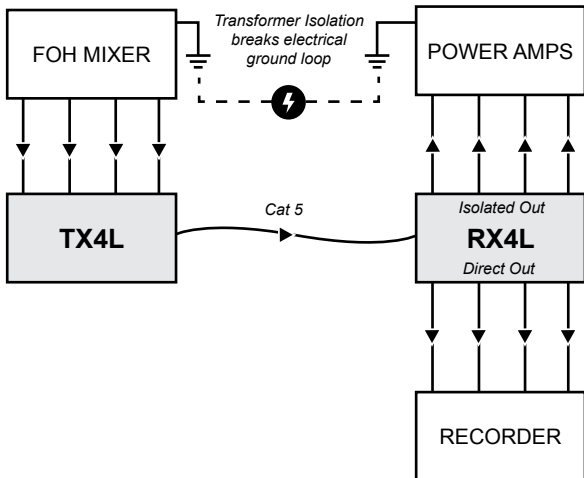 FOH MIXER
Transformer Isolation
breaks electrical
ground loop
POWER AMPS
TX4L
Cat 5
Isolated Out
RX4L
Direct Out
RECORDER